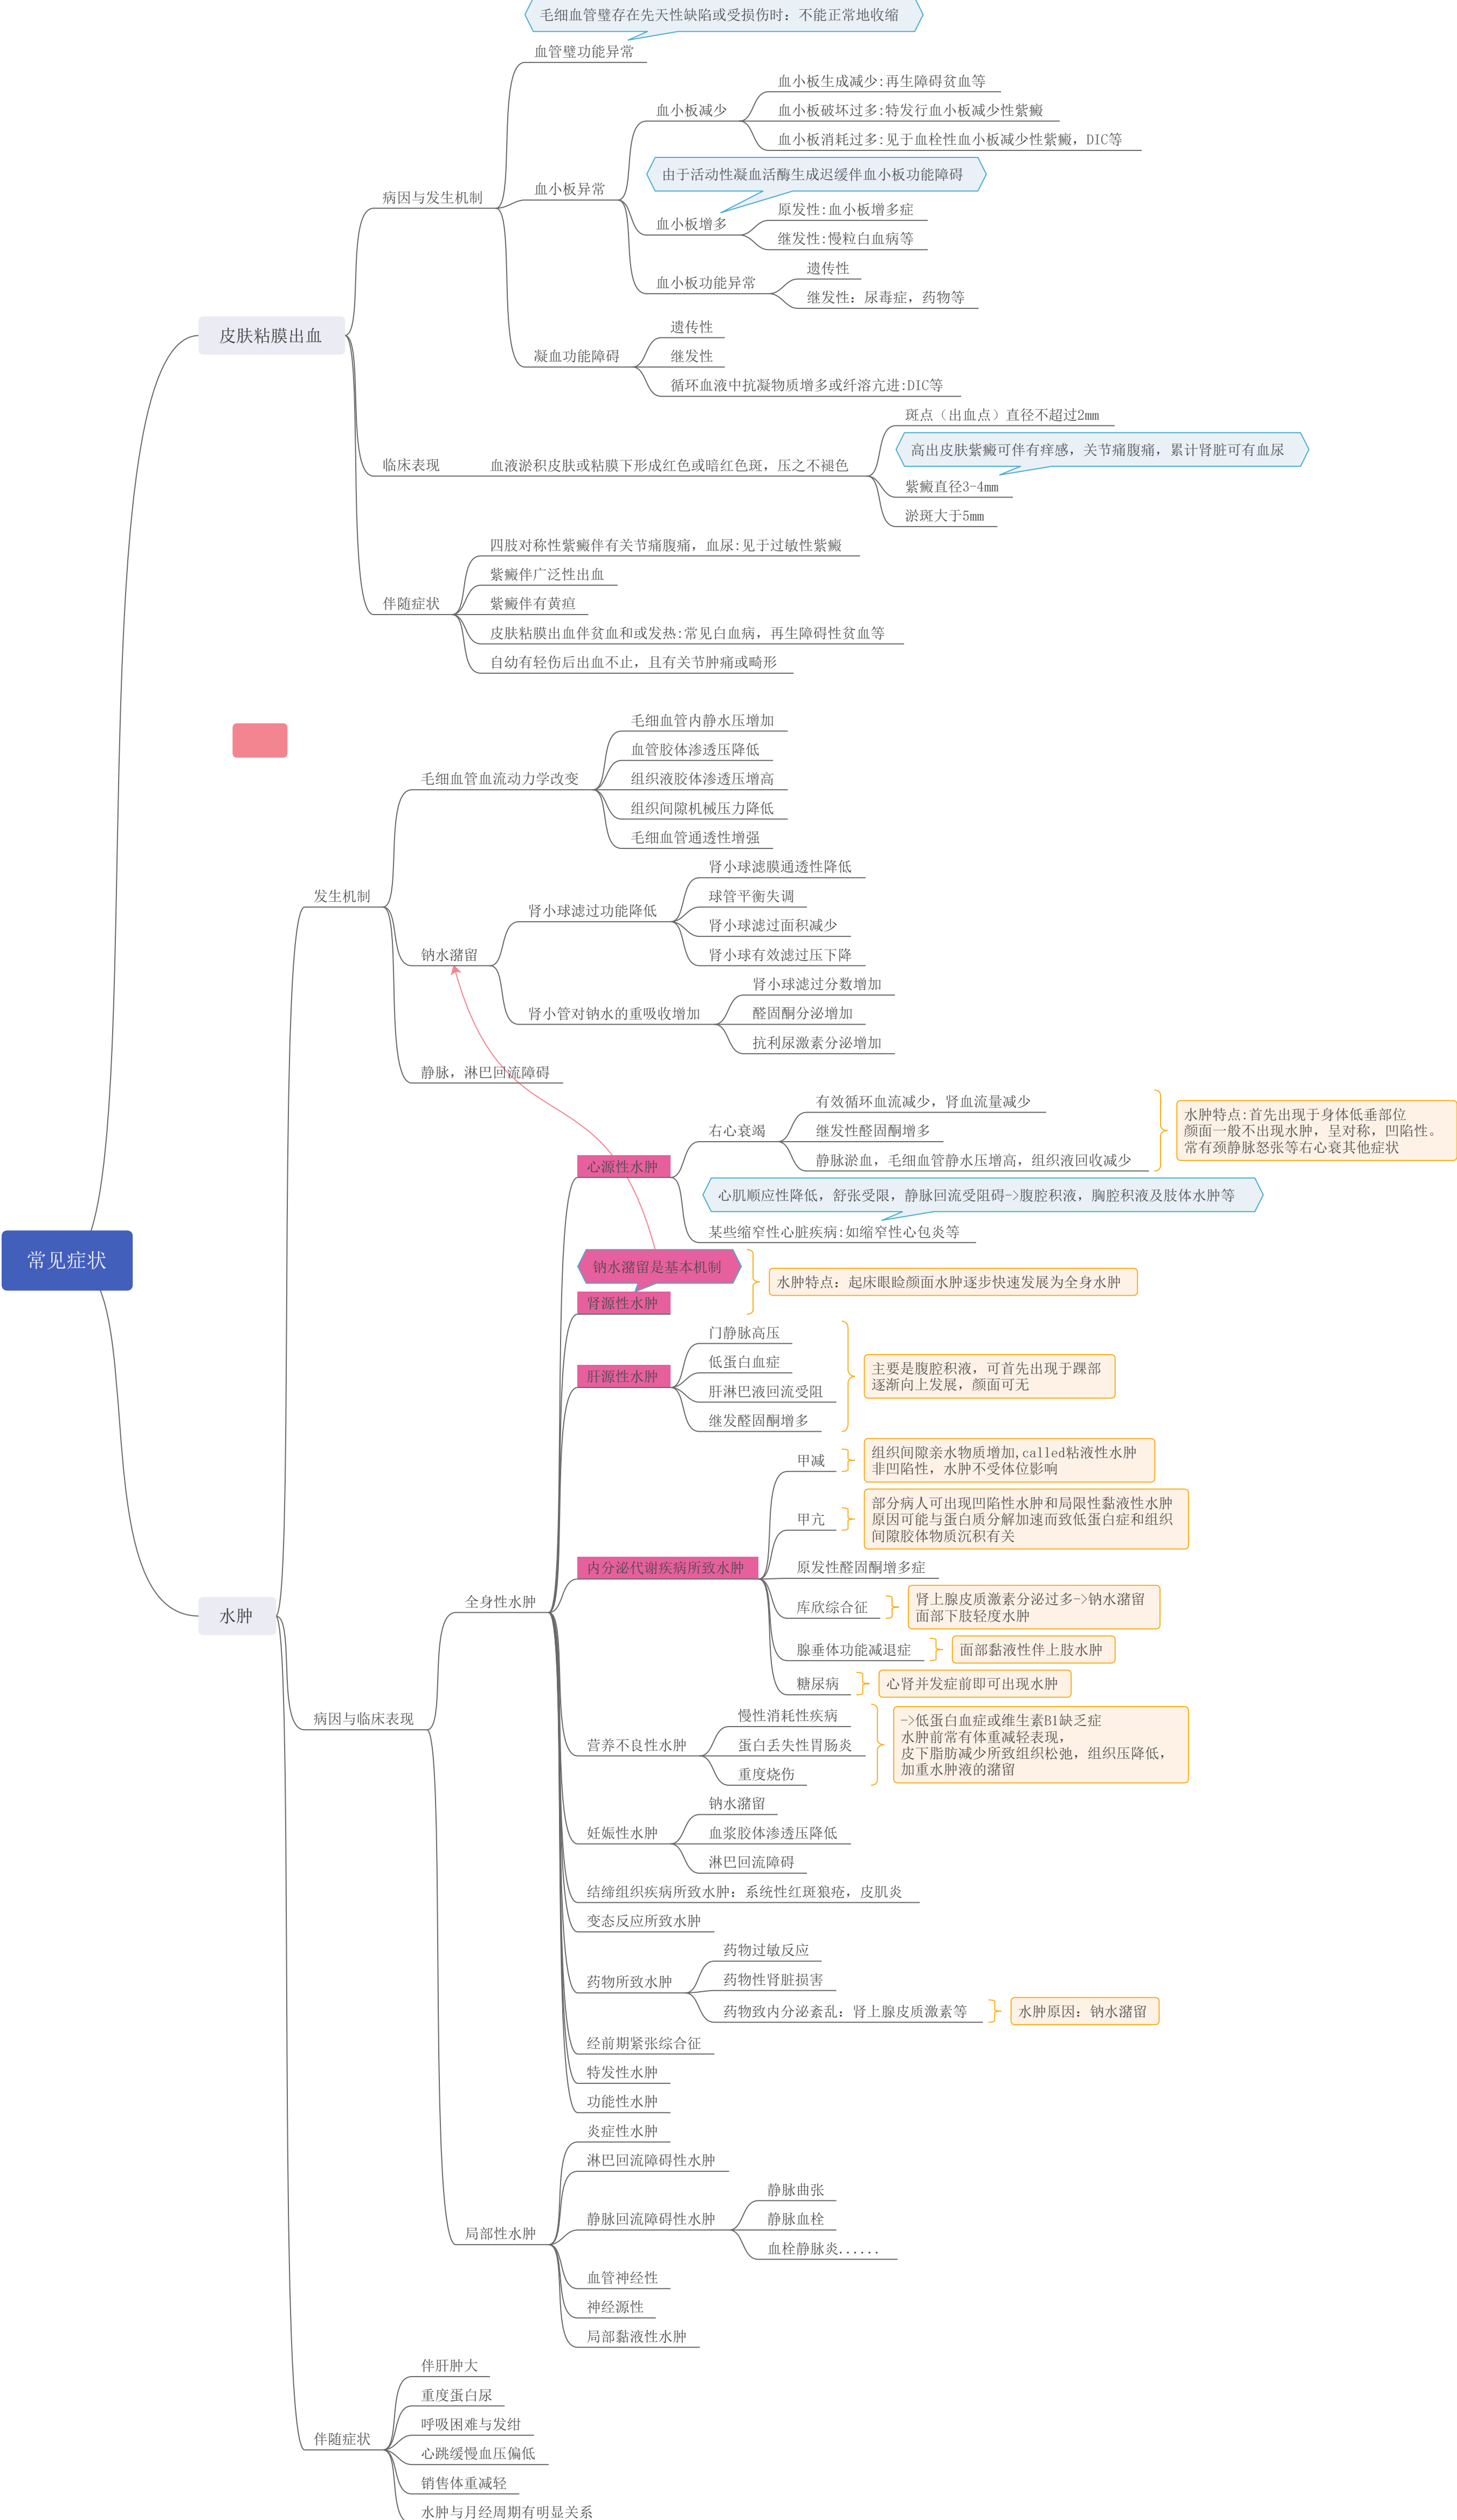 常见症状
皮肤粘膜出血
病因与发生机制
毛细血管璧存在先天性缺陷或受损伤时：不能正常地收缩
血管璧功能异常
血小板异常
血小板减少
血小板生成减少:再生障碍贫血等
血小板破坏过多:特发行血小板减少性紫癜
血小板消耗过多:见于血栓性血小板减少性紫癜，DIC等
由于活动性凝血活酶生成迟缓伴血小板功能障碍
血小板增多
原发性:血小板增多症
继发性:慢粒白血病等
血小板功能异常
遗传性
继发性：尿毒症，药物等
凝血功能障碍
遗传性
继发性
循环血液中抗凝物质增多或纤溶亢进:DIC等
临床表现
血液淤积皮肤或粘膜下形成红色或暗红色斑，压之不褪色
斑点（出血点）直径不超过2mm
高出皮肤紫癜可伴有痒感，关节痛腹痛，累计肾脏可有血尿
紫癜直径3-4mm
淤斑大于5mm
伴随症状
四肢对称性紫癜伴有关节痛腹痛，血尿:见于过敏性紫癜
紫癜伴广泛性出血
紫癜伴有黄疸
皮肤粘膜出血伴贫血和或发热:常见白血病，再生障碍性贫血等
自幼有轻伤后出血不止，且有关节肿痛或畸形
水肿
发生机制
毛细血管血流动力学改变
毛细血管内静水压增加
血管胶体渗透压降低
组织液胶体渗透压增高
组织间隙机械压力降低
毛细血管通透性增强
钠水潴留
肾小球滤过功能降低
肾小球滤膜通透性降低
球管平衡失调
肾小球滤过面积减少
肾小球有效滤过压下降
肾小管对钠水的重吸收增加
肾小球滤过分数增加
醛固酮分泌增加
抗利尿激素分泌增加
静脉，淋巴回流障碍
病因与临床表现
全身性水肿
心源性水肿
右心衰竭
有效循环血流减少，肾血流量减少
继发性醛固酮增多
静脉淤血，毛细血管静水压增高，组织液回收减少
水肿特点:首先出现于身体低垂部位
颜面一般不出现水肿，呈对称，凹陷性。
常有颈静脉怒张等右心衰其他症状
心肌顺应性降低，舒张受限，静脉回流受阻碍->腹腔积液，胸腔积液及肢体水肿等
某些缩窄性心脏疾病:如缩窄性心包炎等
钠水潴留是基本机制
肾源性水肿
水肿特点：起床眼睑颜面水肿逐步快速发展为全身水肿
肝源性水肿
门静脉高压
低蛋白血症
肝淋巴液回流受阻
继发醛固酮增多
主要是腹腔积液，可首先出现于踝部
逐渐向上发展，颜面可无
内分泌代谢疾病所致水肿
甲减
组织间隙亲水物质增加,called粘液性水肿
非凹陷性，水肿不受体位影响
甲亢
部分病人可出现凹陷性水肿和局限性黏液性水肿
原因可能与蛋白质分解加速而致低蛋白症和组织
间隙胶体物质沉积有关
原发性醛固酮增多症
库欣综合征
肾上腺皮质激素分泌过多->钠水潴留
面部下肢轻度水肿
腺垂体功能减退症
面部黏液性伴上肢水肿
糖尿病
心肾并发症前即可出现水肿
营养不良性水肿
慢性消耗性疾病
蛋白丢失性胃肠炎
重度烧伤
->低蛋白血症或维生素B1缺乏症
水肿前常有体重减轻表现，
皮下脂肪减少所致组织松弛，组织压降低，
加重水肿液的潴留
妊娠性水肿
钠水潴留
血浆胶体渗透压降低
淋巴回流障碍
结缔组织疾病所致水肿：系统性红斑狼疮，皮肌炎
变态反应所致水肿
药物所致水肿
药物过敏反应
药物性肾脏损害
药物致内分泌紊乱：肾上腺皮质激素等
水肿原因：钠水潴留
经前期紧张综合征
特发性水肿
功能性水肿
局部性水肿
炎症性水肿
淋巴回流障碍性水肿
静脉回流障碍性水肿
静脉曲张
静脉血栓
血栓静脉炎......
血管神经性
神经源性
局部黏液性水肿
伴随症状
伴肝肿大
重度蛋白尿
呼吸困难与发绀
心跳缓慢血压偏低
销售体重减轻
水肿与月经周期有明显关系